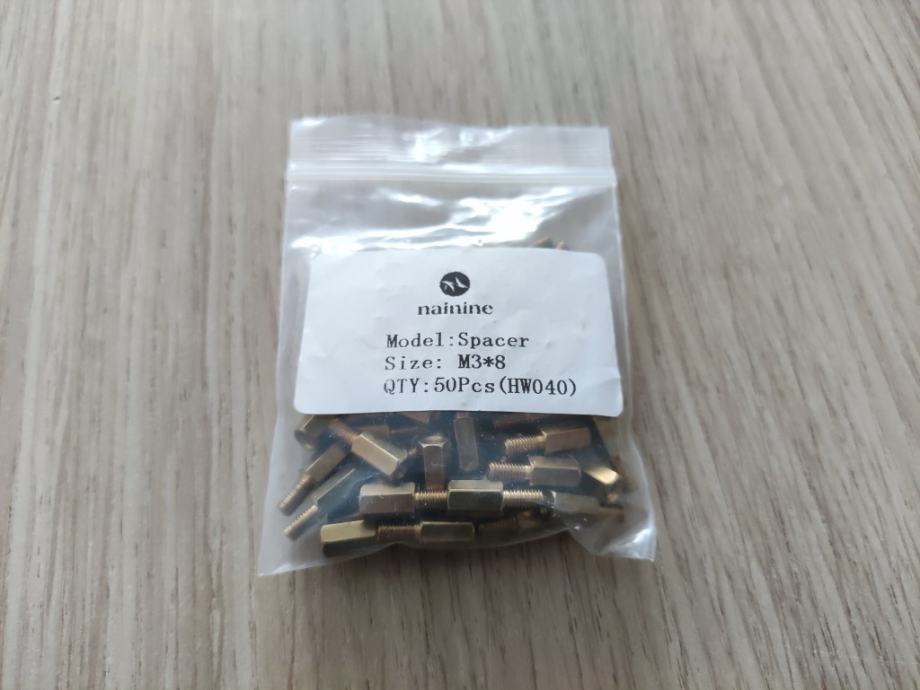 nainine
Model:Spacer
Size: M3*8
QTY:50Pcs(HW040)